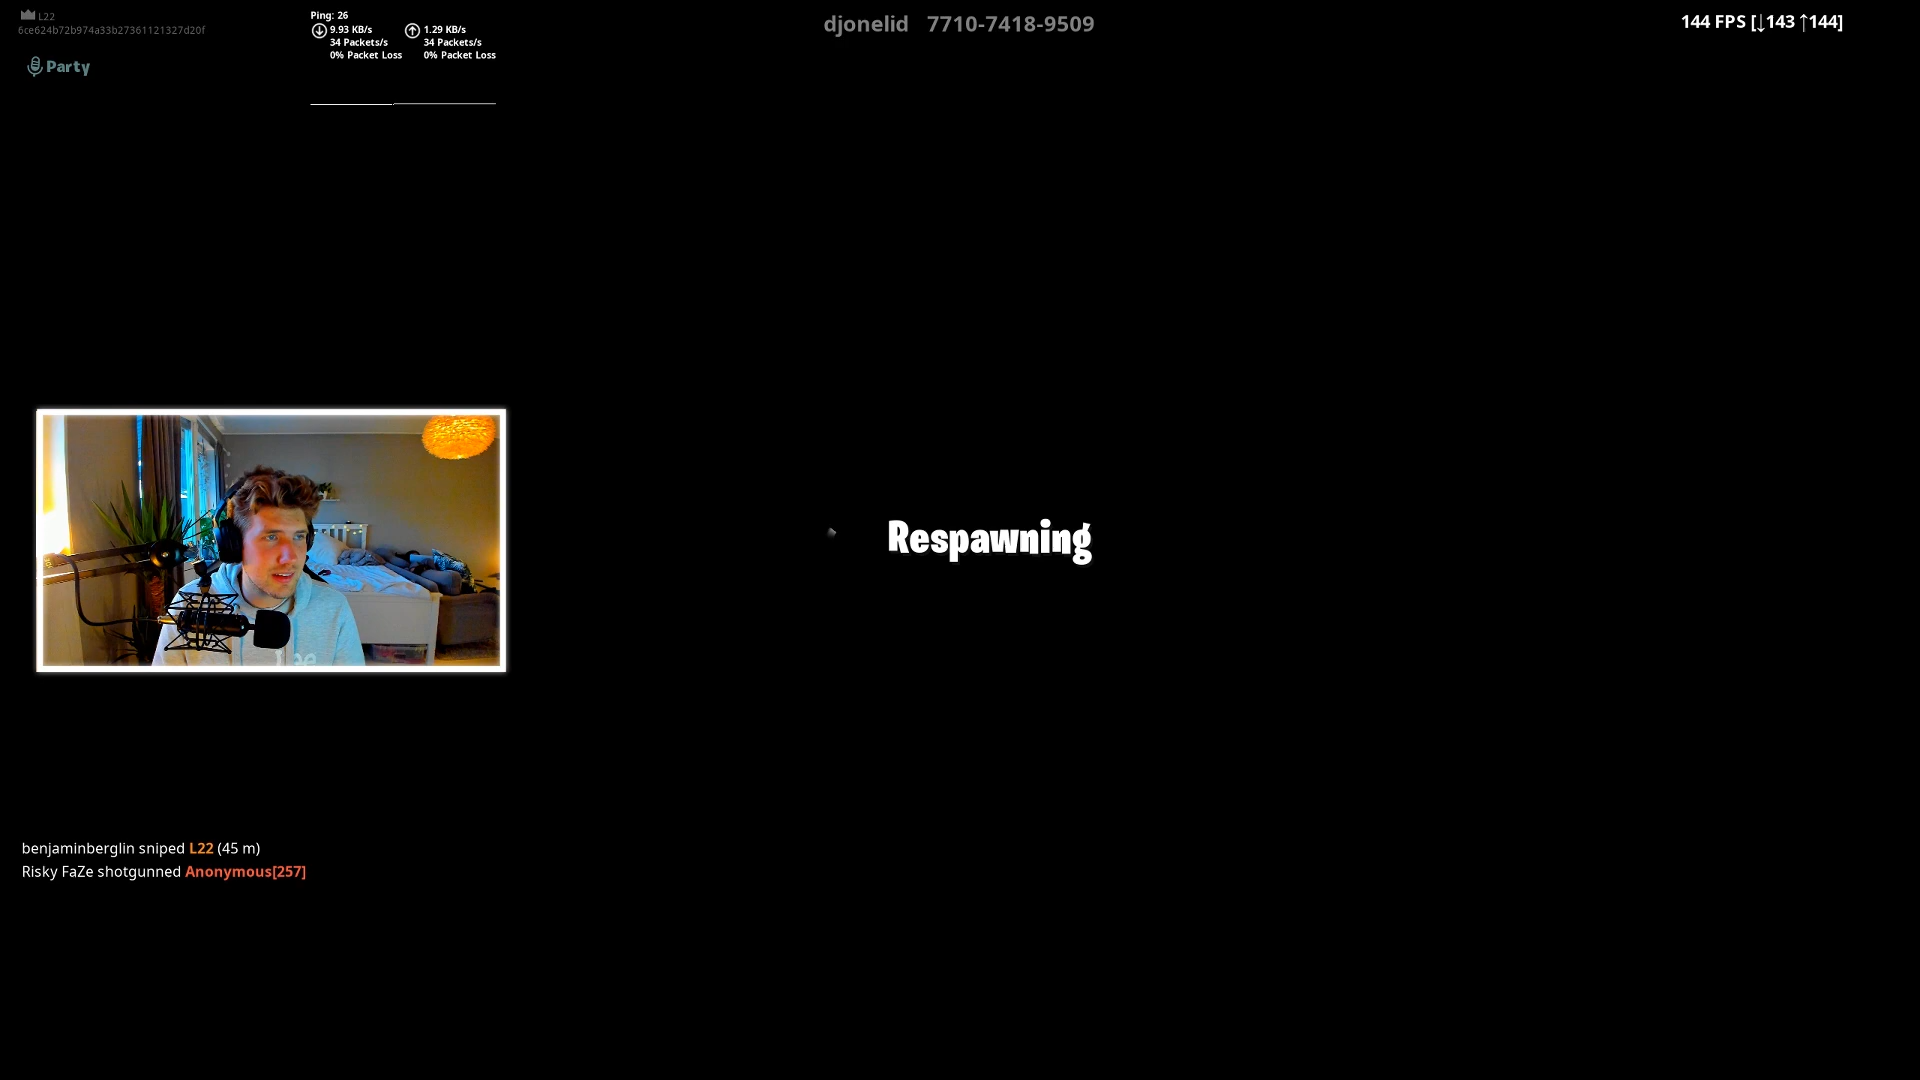 L22
6ce624b72b974a33b27361121327d20f
Party
Ping: 26
9.93 KB/s
34 Packets/s
0% Packet Loss
1.29 KB/s
34 Packets/s
0% Packet Loss
djonelid 7710-7418-9509
144 FPS [↓143 ↑144]
Respawning
benjaminberglin sniped L22 (45 m)
Risky FaZe shotgunned Anonymous[257]